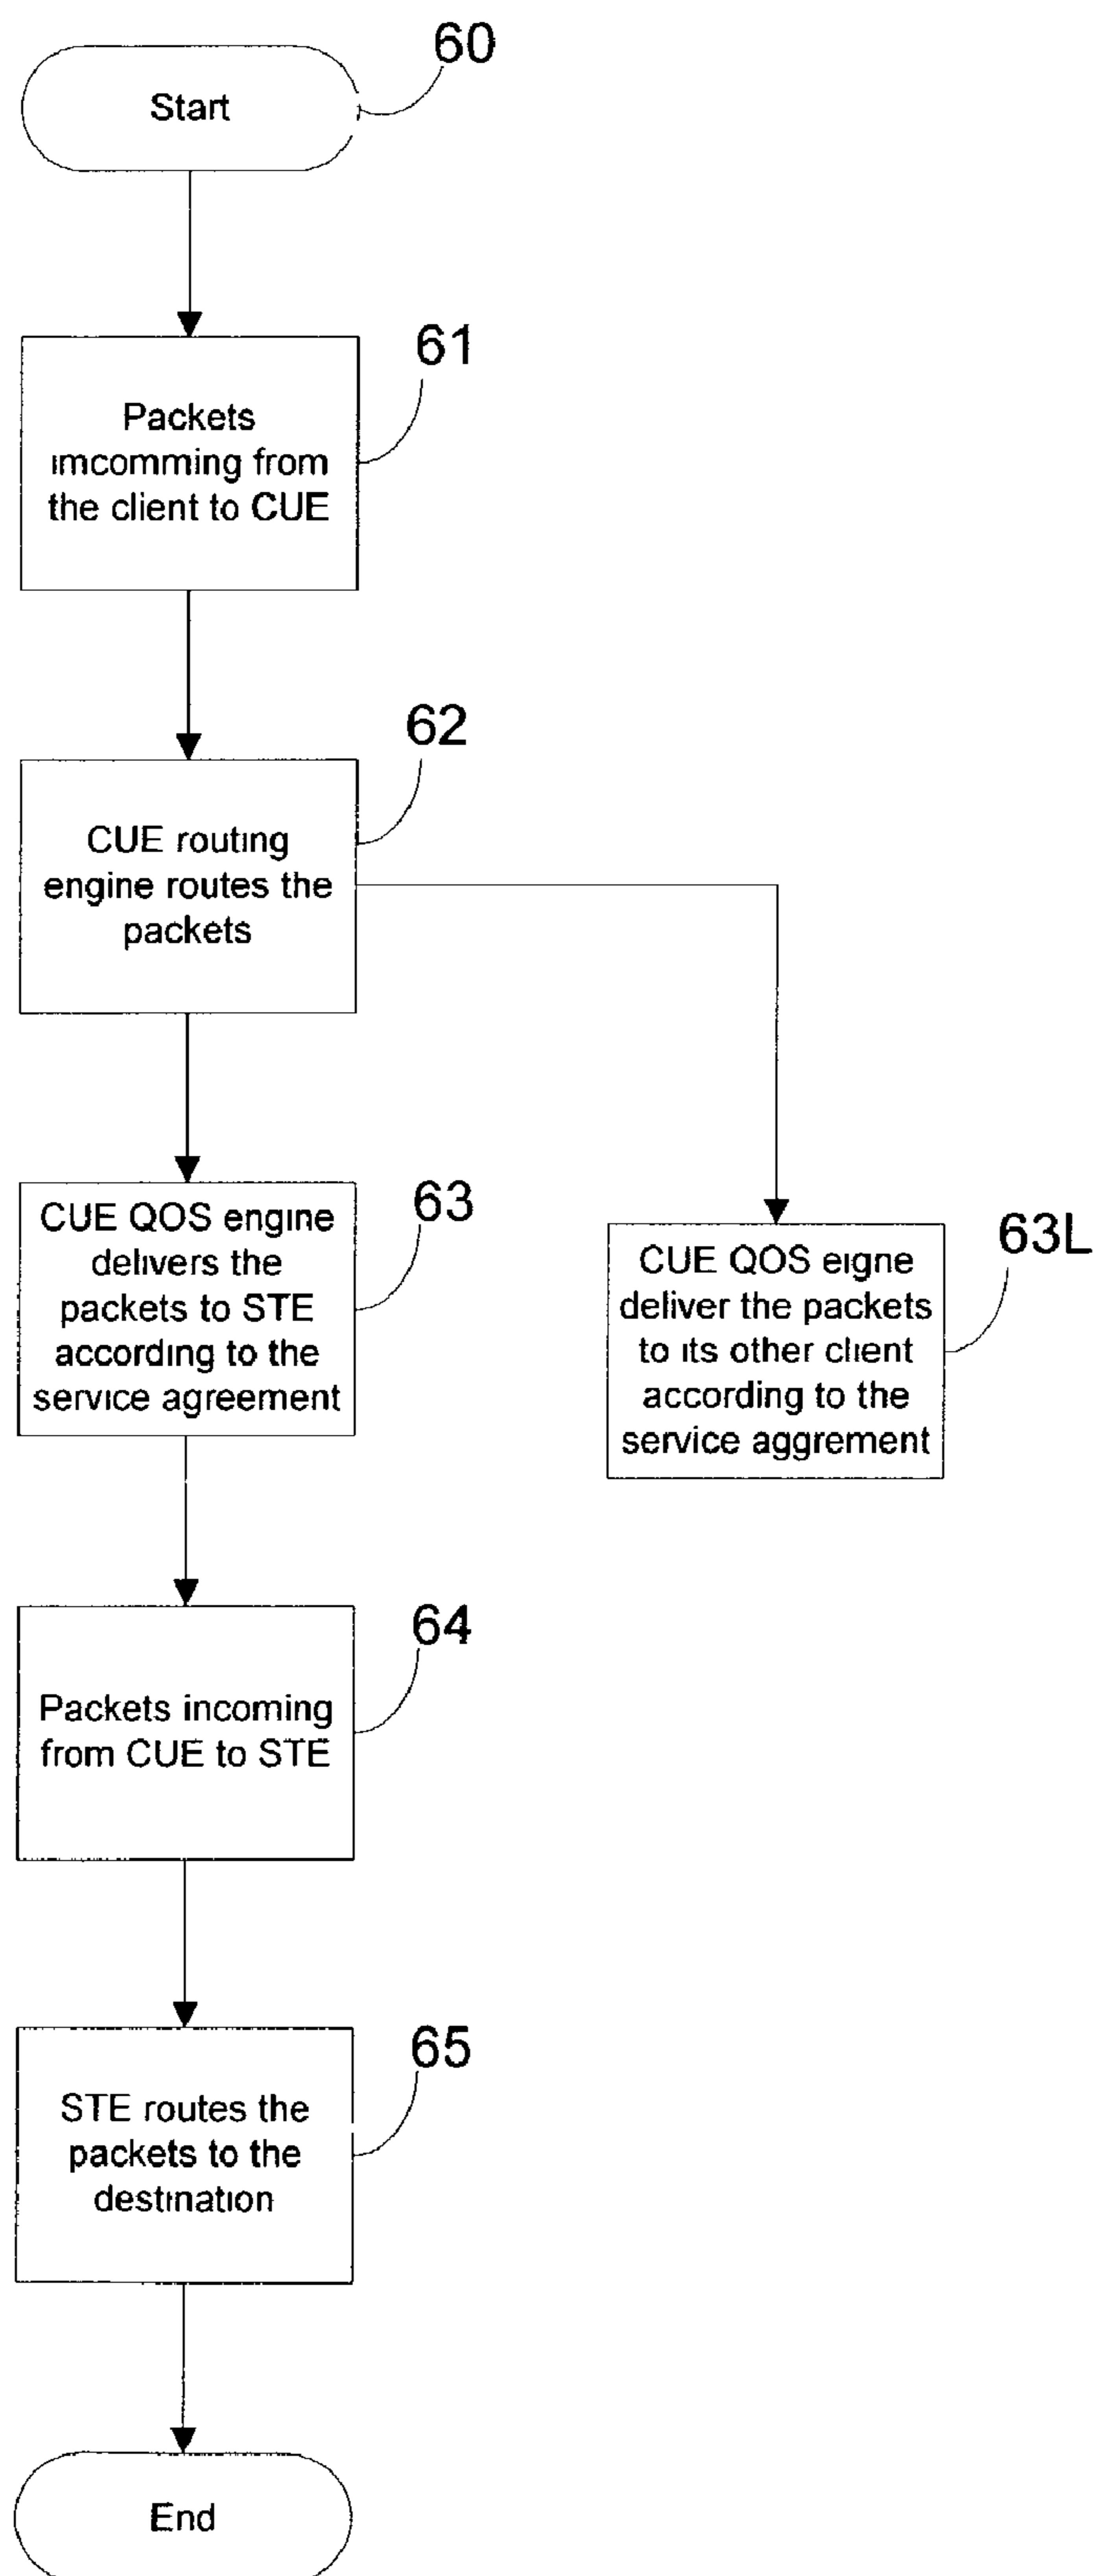 60
Start
61
Packets
imcomming from
the client to CUE
62
CUE routing
engine routes the
packets
63
CUE QOS engine
delivers the
packets to STE
according to the
service agreement
63L
CUE QOS eigne
deliver the packets
to its other client
according to the
service aggrement
64
Packets incoming
from CUE to STE
65
STE routes the
packets to the
destination
End